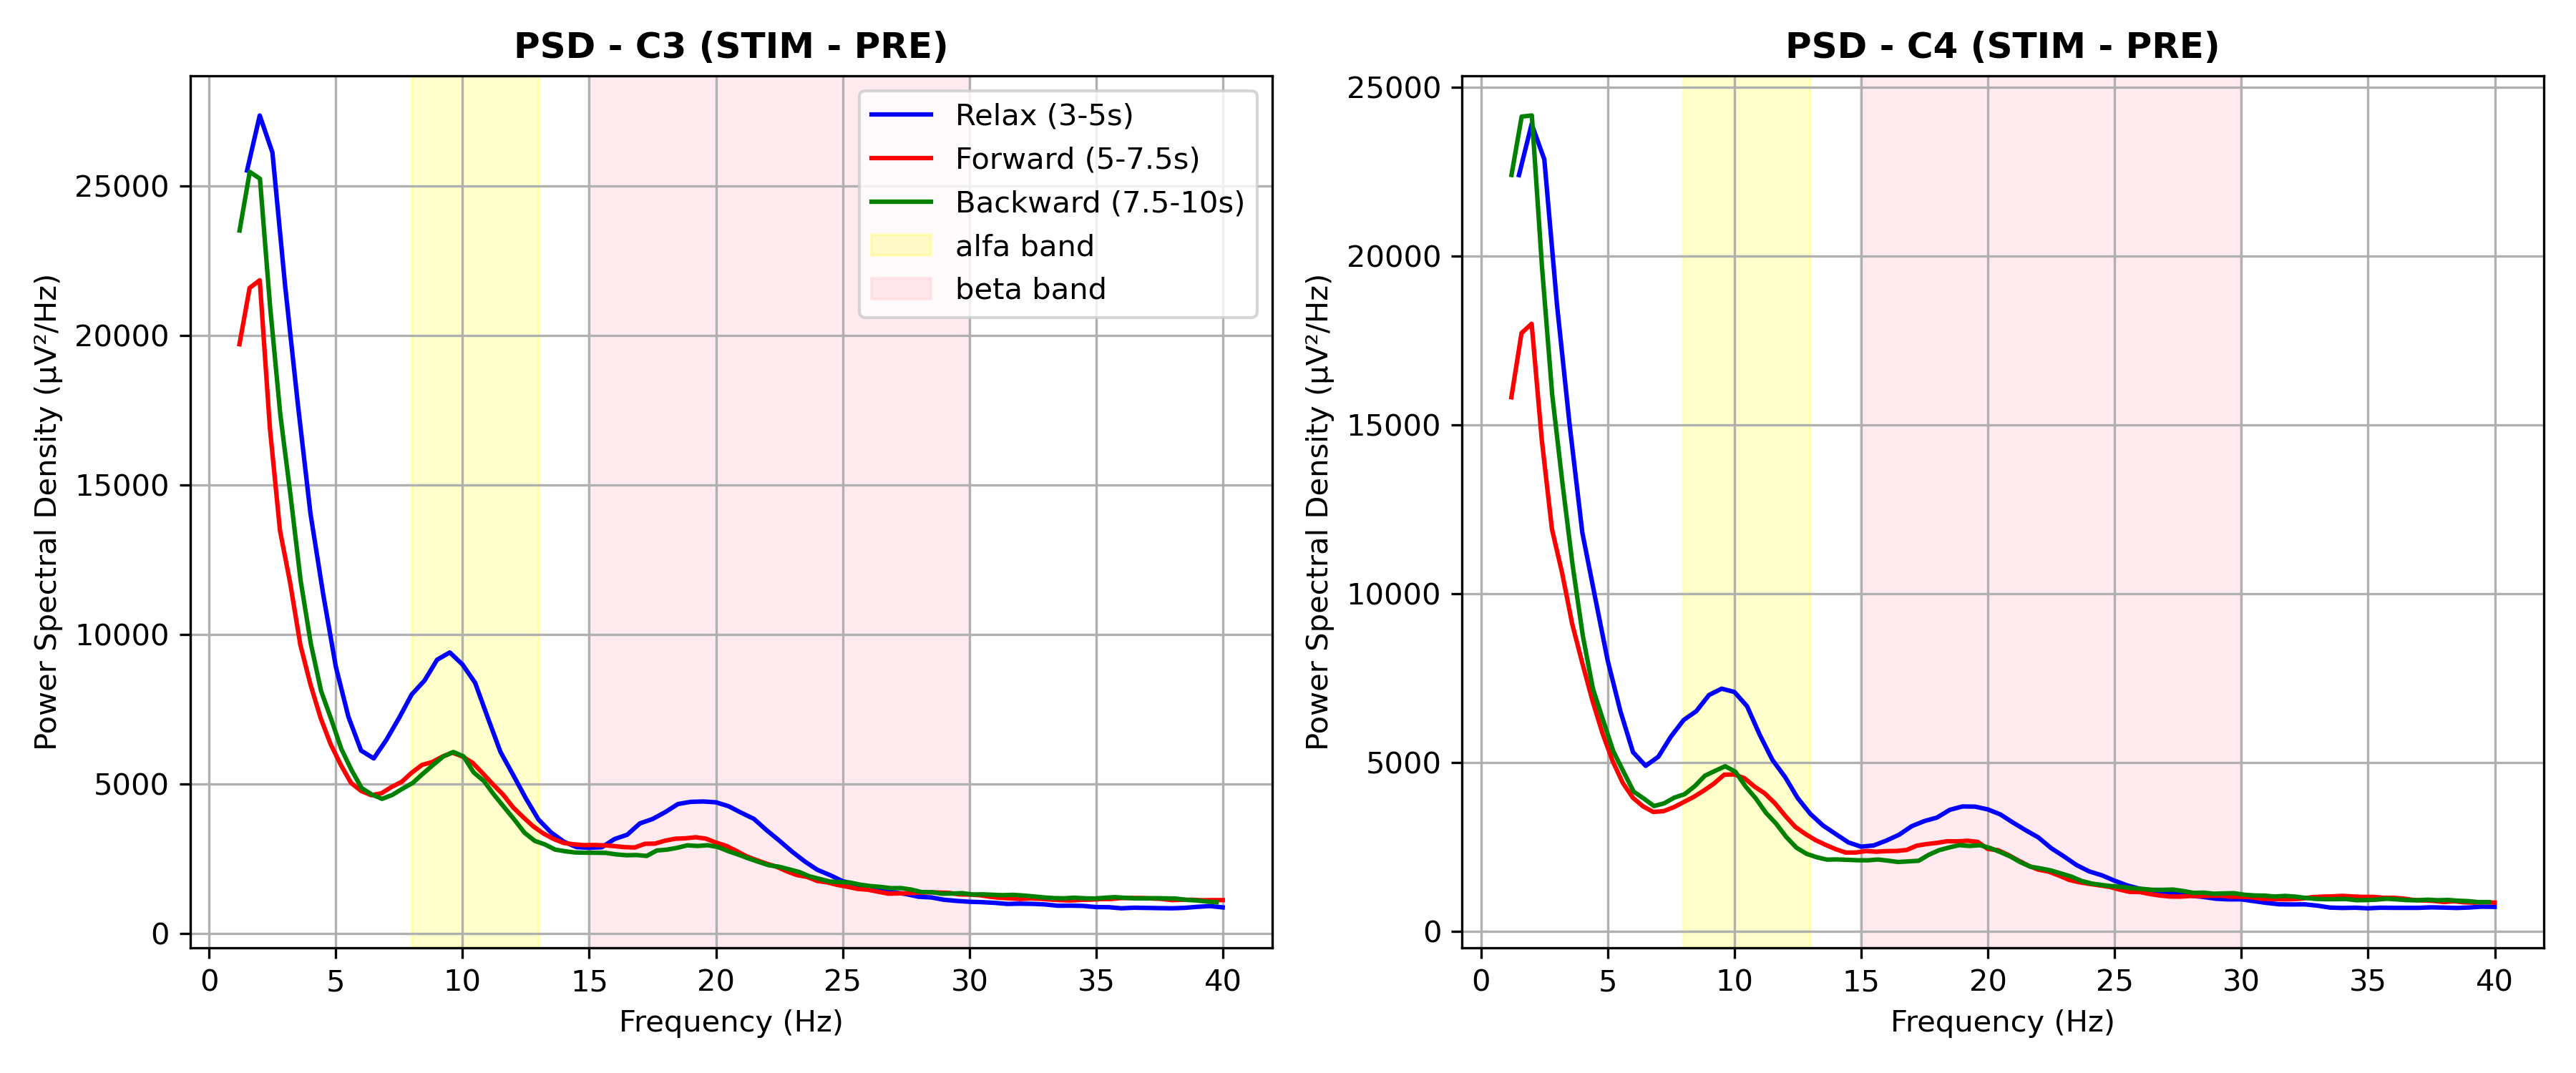 PSD - C3 (STIM - PRE)
Power Spectral Density (µV²/Hz)
25000
20000
15000
10000
5000
0
0 5 10 15 20 25 30 35 40
Frequency (Hz)
Relax (3-5s)
Forward (5-7.5s)
Backward (7.5-10s)
alfa band
beta band
PSD - C4 (STIM - PRE)
Power Spectral Density (µV²/Hz)
25000
20000
15000
10000
5000
0
0 5 10 15 20 25 30 35 40
Frequency (Hz)